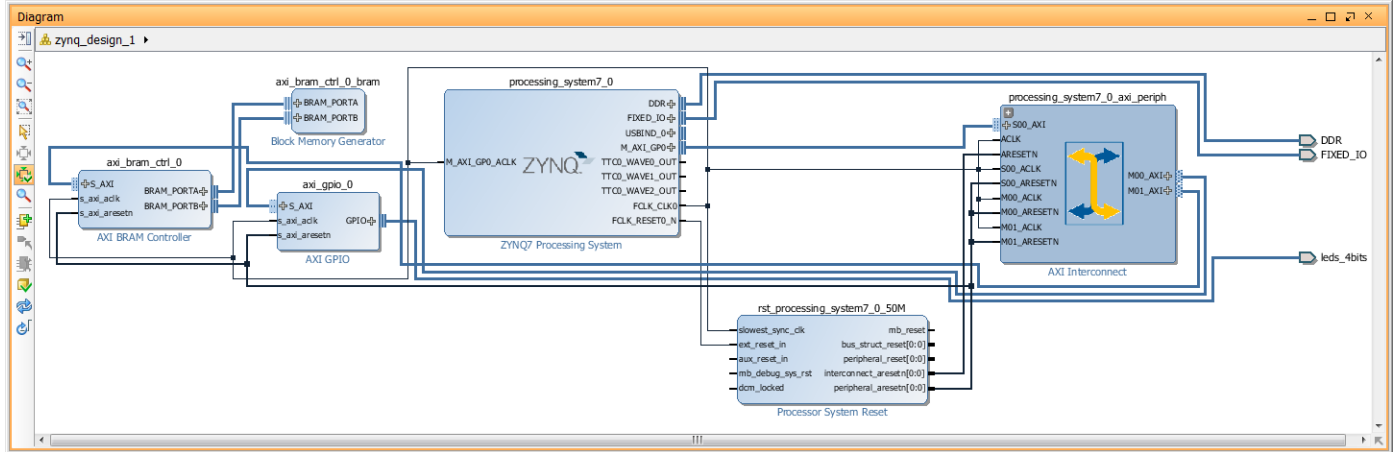 Diagram
zynq_design_1
axi_bram_ctrl_0_bram
BRAM_PORTA
BRAM_PORTB
Block Memory Generator
axi_bram_ctrl_0
S_AXI
s_axi_aclk
s_axi_aresetn
BRAM_PORTA
BRAM_PORTB
AXI BRAM Controller
axi_gpio_0
S_AXI
s_axi_aclk
s_axi_aresetn
GPIO
AXI GPIO
processing_system7_0
M_AXI_GP0_ACLK
ZYNQ
DDR
FIXED_IO
USBIND_0
M_AXI_GP0
TTC0_WAVE0_OUT
TTC0_WAVE1_OUT
TTC0_WAVE2_OUT
FCLK_CLK0
FCLK_RESET0_N
ZYNQ7 Processing System
processing_system7_0_axi_periph
S00_AXI
ACLK
ARESETN
S00_ACLK
S00_ARESETN
M00_ACLK
M00_ARESETN
M01_ACLK
M01_ARESETN
M00_AXI
M01_AXI
AXI Interconnect
DDR
FIXED_IO
leds_4bits
rst_processing_system7_0_50M
slowest_sync_clk
ext_reset_in
aux_reset_in
mb_debug_sys_rst
dcm_locked
mb_reset
bus_struct_reset[0:0]
peripheral_reset[0:0]
interconnect_aresetn[0:0]
peripheral_aresetn[0:0]
Processor System Reset